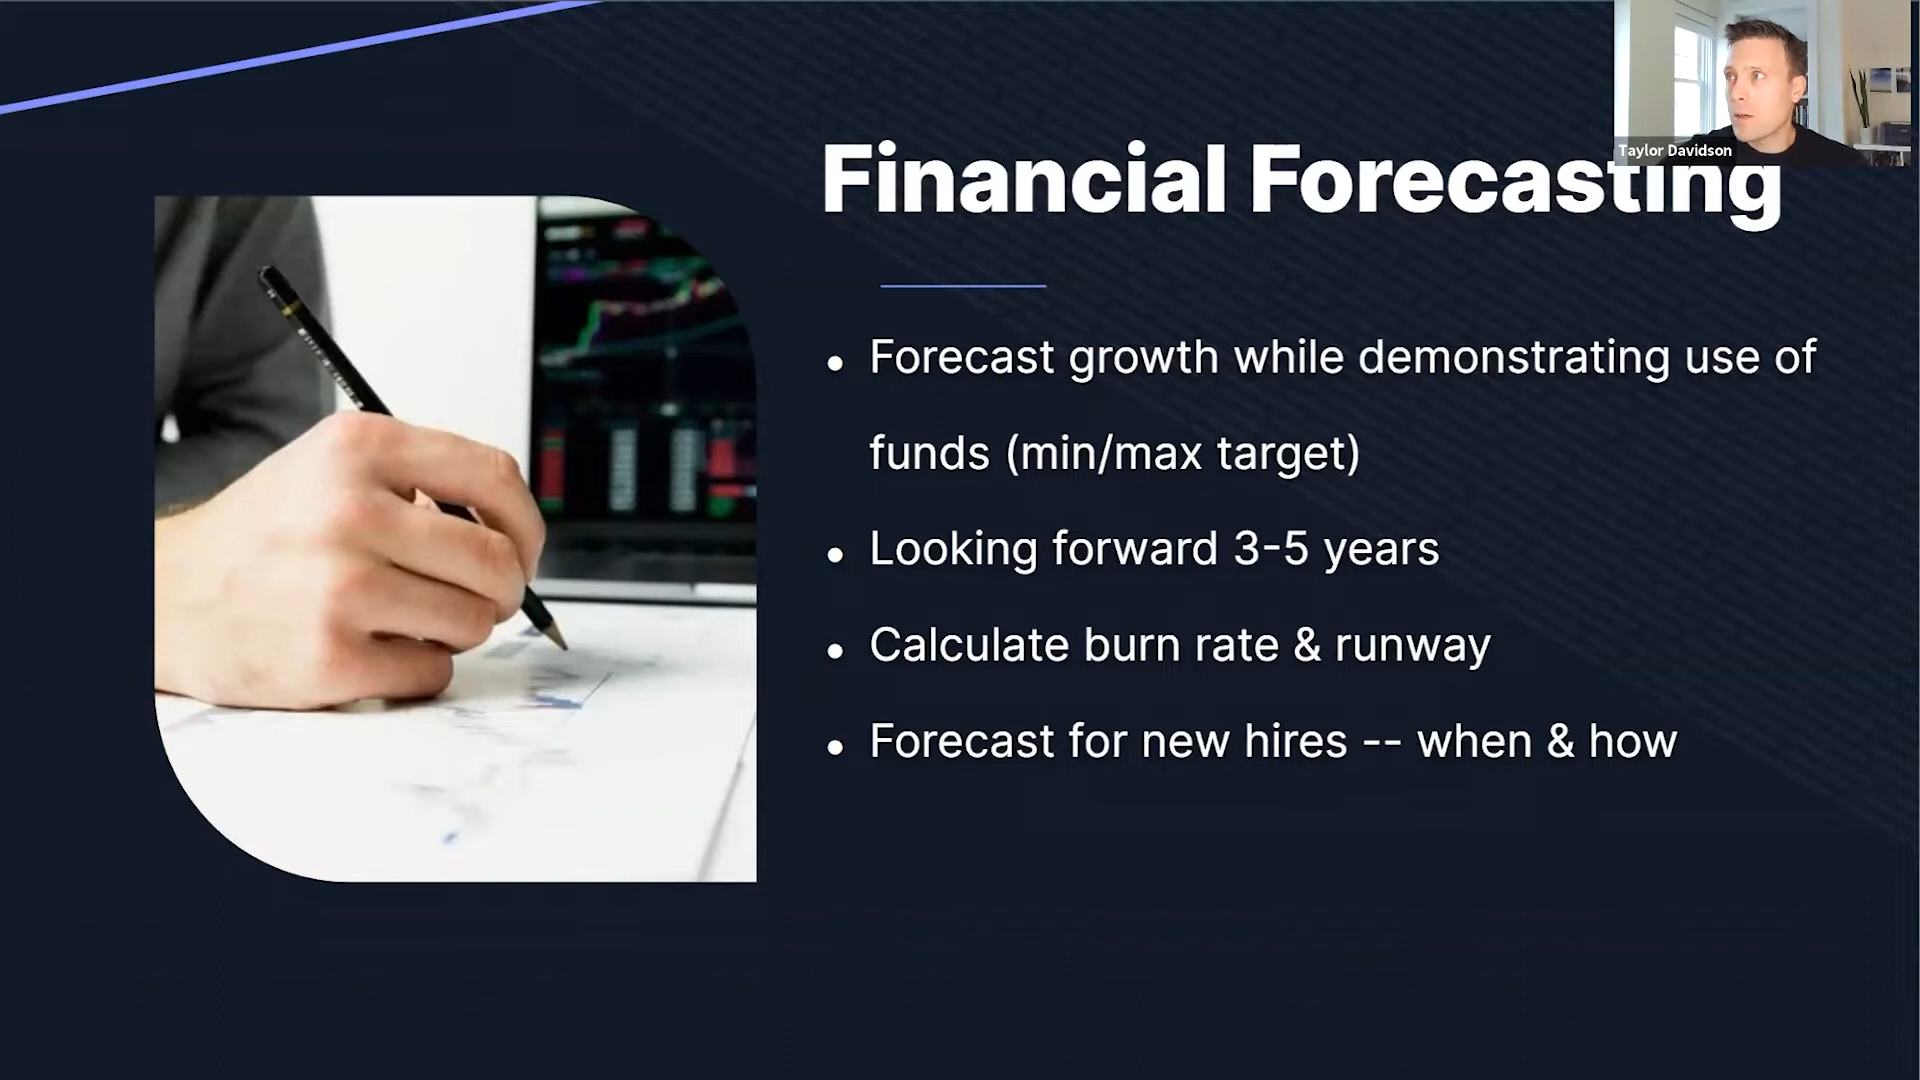 Taylor Davidson
Financial Forecasting
• Forecast growth while demonstrating use of
funds (min/max target)
• Looking forward 3-5 years
• Calculate burn rate & runway
• Forecast for new hires -- when & how